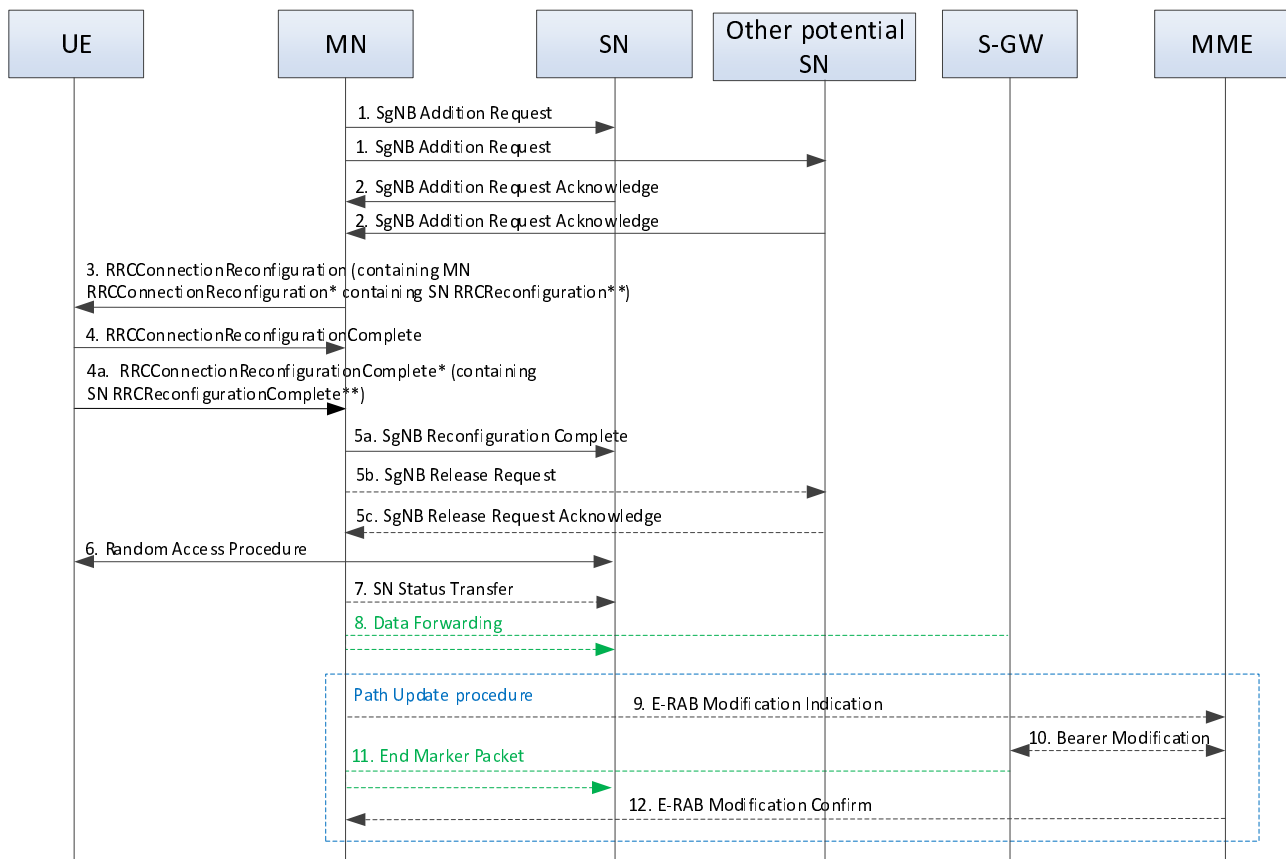 UE
MN
SN
Other potential
SN
S-GW
MME
1. SgNB Addition Request
1. SgNB Addition Request
2. SgNB Addition Request Acknowledge
2. SgNB Addition Request Acknowledge
3. RRCConnectionReconfiguration (containing MN
RRCConnectionReconfiguration* containing SN RRCReconfiguration**)
4. RRCConnectionReconfigurationComplete
4a. RRCConnectionReconfigurationComplete* (containing
SN RRCReconfigurationComplete**)
5a. SgNB Reconfiguration Complete
5b. SgNB Release Request
5c. SgNB Release Request Acknowledge
6. Random Access Procedure
7. SN Status Transfer
8. Data Forwarding
Path Update procedure
9. E-RAB Modification Indication
10. Bearer Modification
11. End Marker Packet
12. E-RAB Modification Confirm